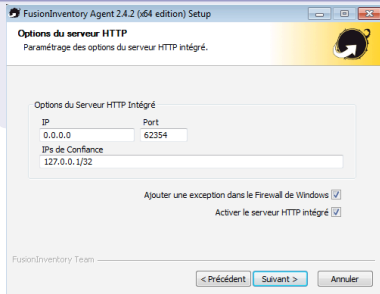 FusionInventory Agent 2.4.2 (x64 edition) Setup
Options du serveur HTTP
Paramétrage des options du serveur HTTP intégré.
Options du Serveur HTTP Intégré
IP Port
0.0.0.0 62354
IPs de Confiance
127.0.0.1/32
Ajouter une exception dans le Firewall de Windows
Activer le serveur HTTP intégré
FusionInventory Team
< Précédent Suivant > Annuler